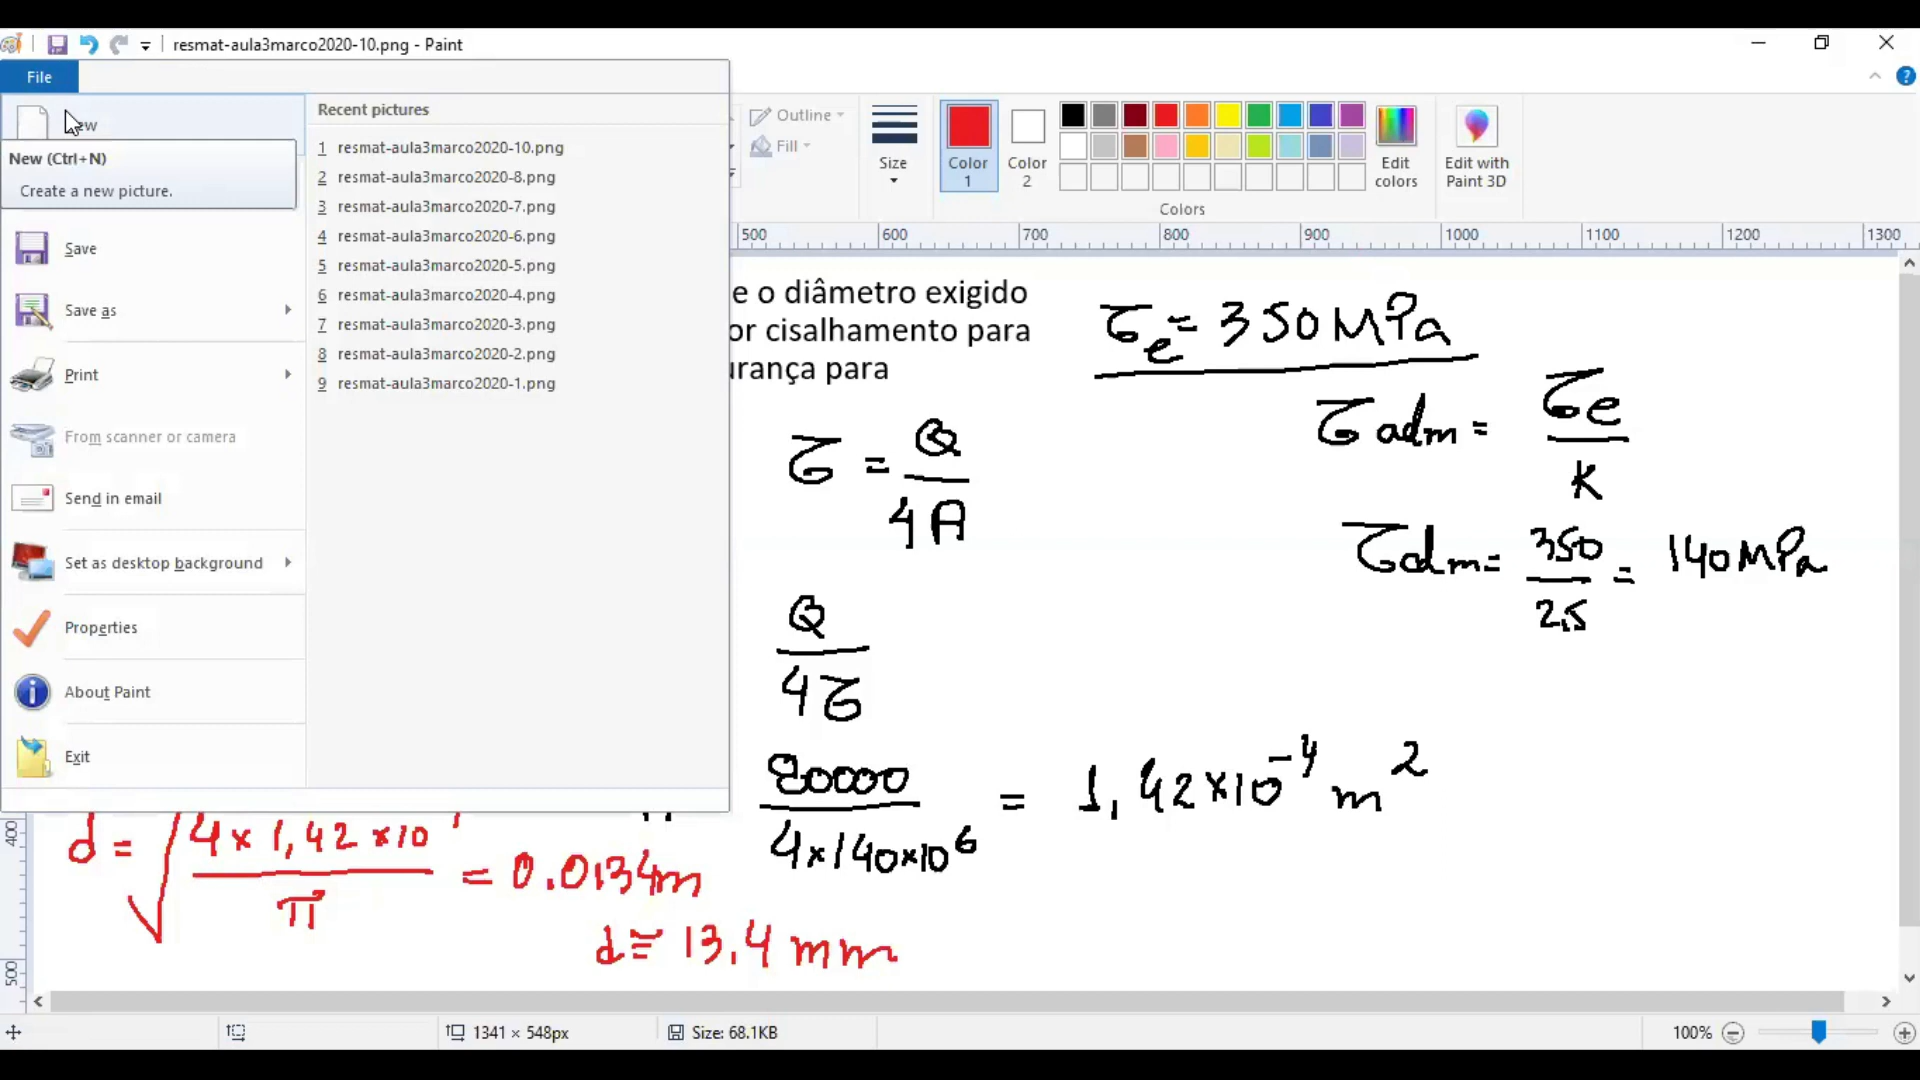 resmat-aula3marco2020-10.png - Paint
File
ew
New (Ctrl+N)
Create a new picture.
Save
Save as
Print
From scanner or camera
Send in email
Set as desktop background
Properties
About Paint
Exit
Recent pictures
1 resmat-aula3marco2020-10.png
2 resmat-aula3marco2020-8.png
3 resmat-aula3marco2020-7.png
4 resmat-aula3marco2020-6.png
5 resmat-aula3marco2020-5.png
6 resmat-aula3marco2020-4.png
7 resmat-aula3marco2020-3.png
8 resmat-aula3marco2020-2.png
9 resmat-aula3marco2020-1.png
Outline
Fill
Size
Color 1
Color 2
Edit colors
Edit with Paint 3D
Colors
500 600 700 800 900 1000 1100 1200 1300
e o diâmetro exigido
or cisalhamento para
urança para
τe = 350 MPa
τadm = τe / K
τ = Q / 4A
τadm = 350 / 2,5 = 140 MPa
Q / 4τ
80000 / 4×140×10^6 = 1,42×10^-4 m^2
d = √ 4×1,42×10 / π = 0.0134m
d ≅ 13,4 mm
400
500
1341 × 548px
Size: 68.1KB
100%